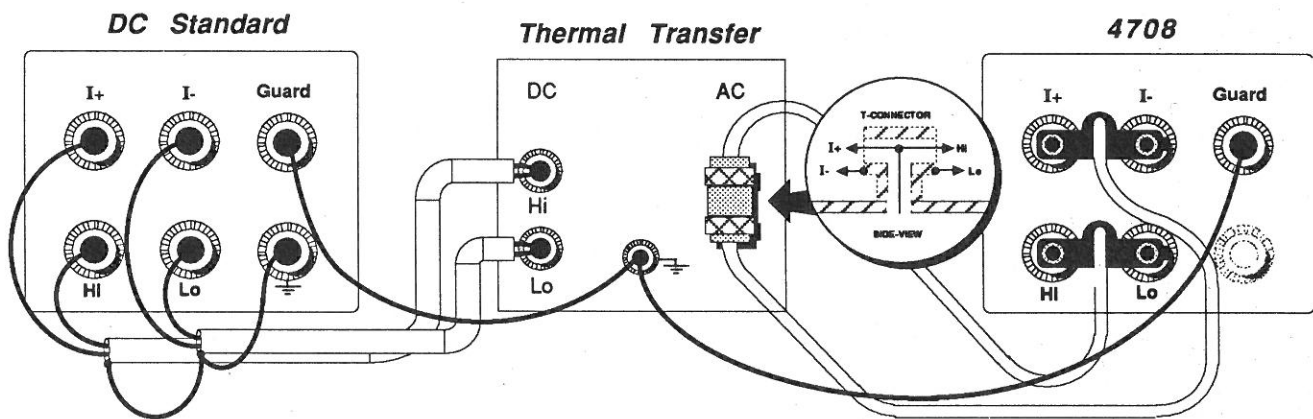 DC Standard
I+
I-
Guard
Hi
Lo
Thermal Transfer
DC
AC
Hi
Lo
T-CONNECTOR
I+
Hi
I-
Lo
SIDE-VIEW
4708
I+
I-
Guard
Hi
Lo